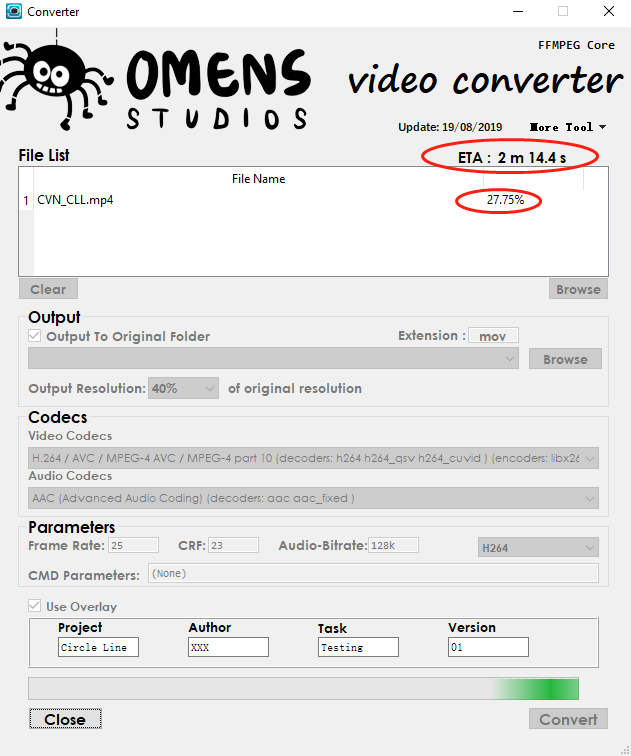 Converter
FFMPEG Core
OMENS
STUDIOS
video converter
Update: 19/08/2019 More Tool
File List
ETA : 2 m 14.4 s
File Name
1 CVN_CLL.mp4 27.75%
Clear Browse
Output
Output To Original Folder Extension : mov
Browse
Output Resolution: 40% of original resolution
Codecs
Video Codecs
H.264 / AVC / MPEG-4 AVC / MPEG-4 part 10 (decoders: h264 h264_qsv h264_cuvid ) (encoders: libx26
Audio Codecs
AAC (Advanced Audio Coding) (decoders: aac aac_fixed )
Parameters
Frame Rate: 25 CRF: 23 Audio-Bitrate: 128k H264
CMD Parameters: (None)
Use Overlay
Project Author Task Version
Circle Line XXX Testing 01
Close Convert